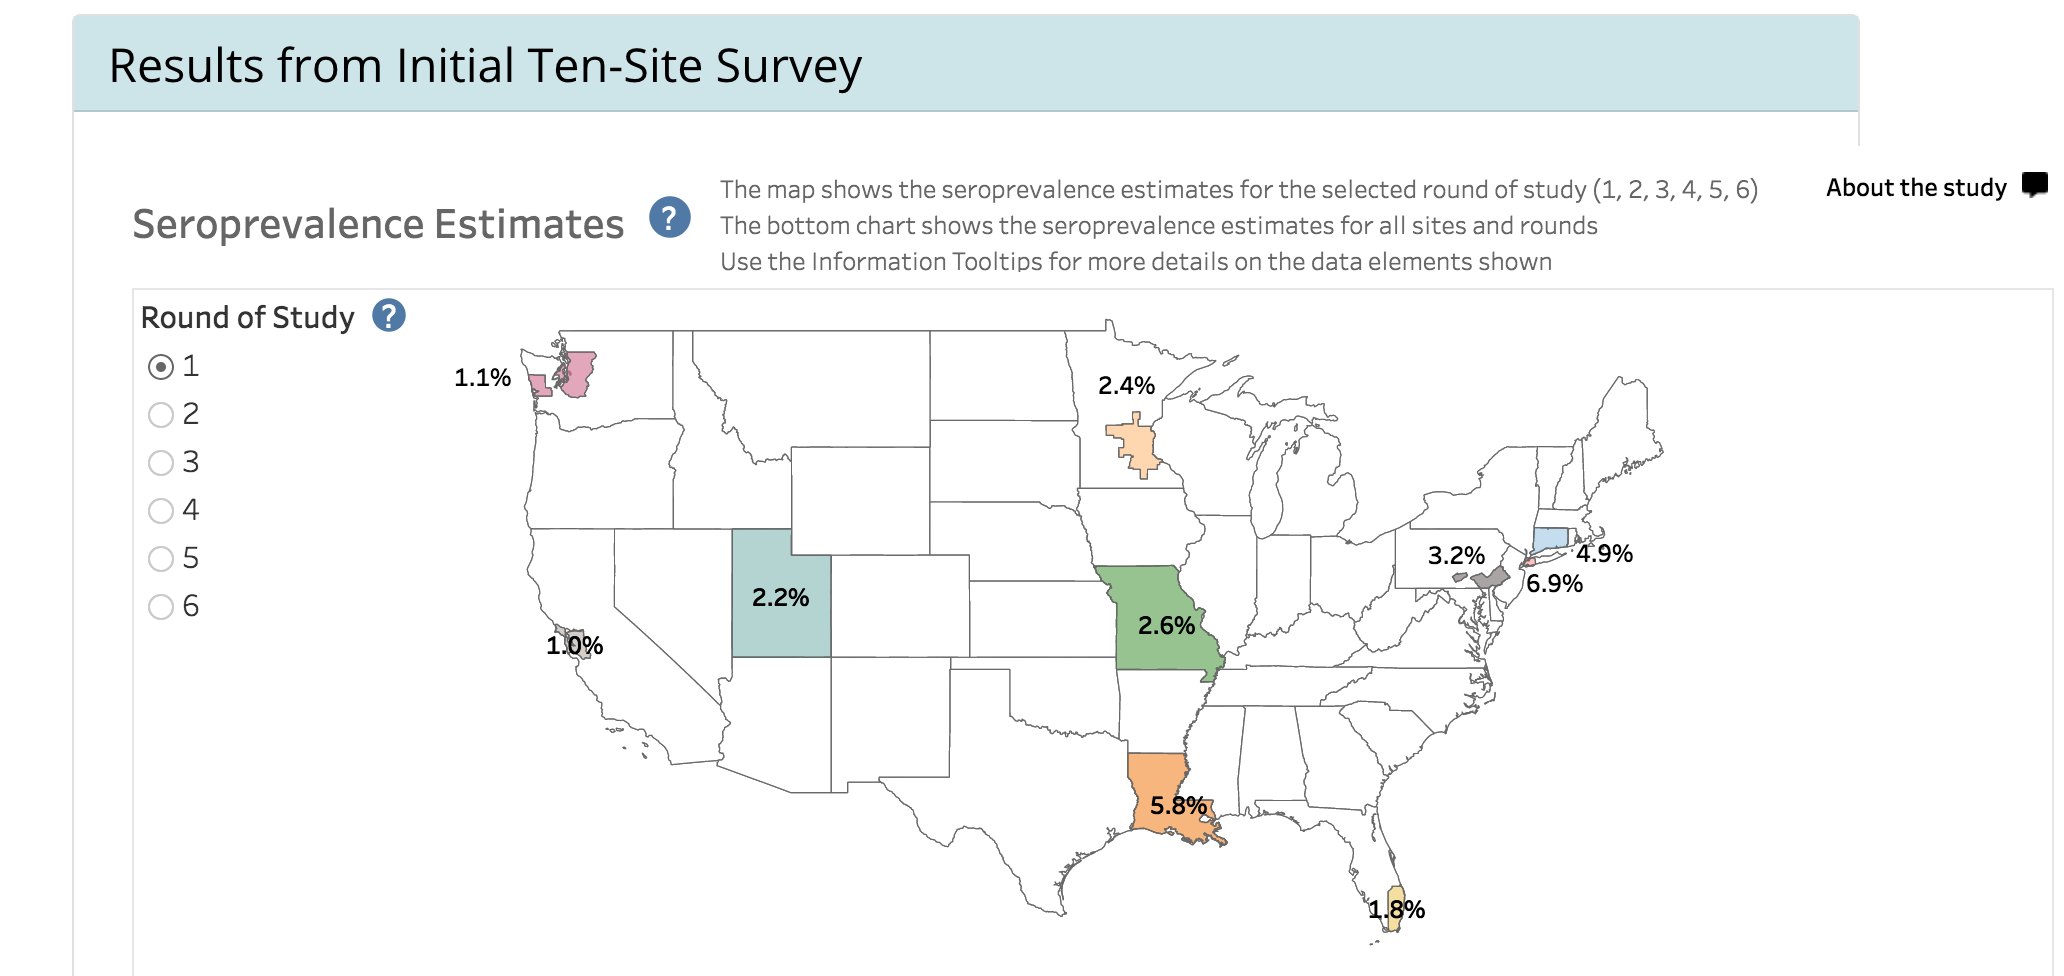 Results from Initial Ten-Site Survey
Seroprevalence Estimates ?
The map shows the seroprevalence estimates for the selected round of study (1, 2, 3, 4, 5, 6)
The bottom chart shows the seroprevalence estimates for all sites and rounds
Use the Information Tooltips for more details on the data elements shown
About the study
Round of Study ?
1
2
3
4
5
6
1.1%
2.4%
3.2%
4.9%
6.9%
2.2%
2.6%
1.0%
5.8%
1.8%